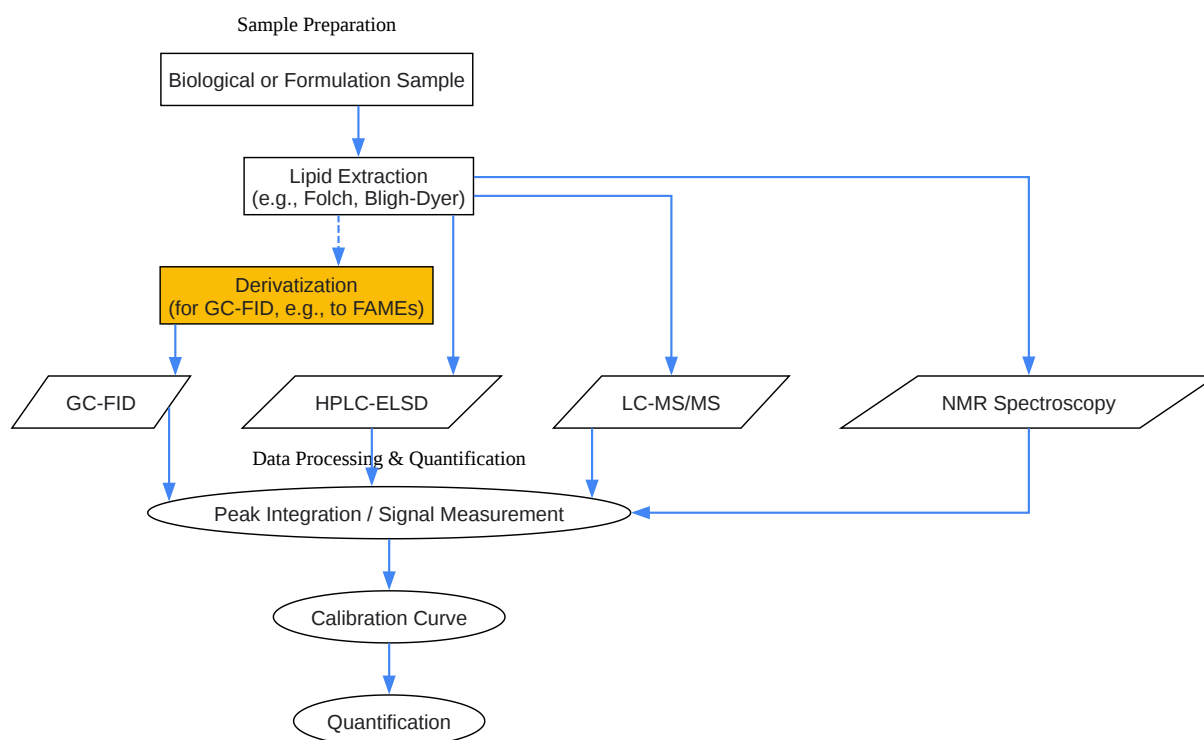 Sample Preparation
Biological or Formulation Sample
Lipid Extraction
(e.g., Folch, Bligh-Dyer)
Derivatization
(for GC-FID, e.g., to FAMEs)
GC-FID
HPLC-ELSD
LC-MS/MS
NMR Spectroscopy
Data Processing & Quantification
Peak Integration / Signal Measurement
Calibration Curve
Quantification